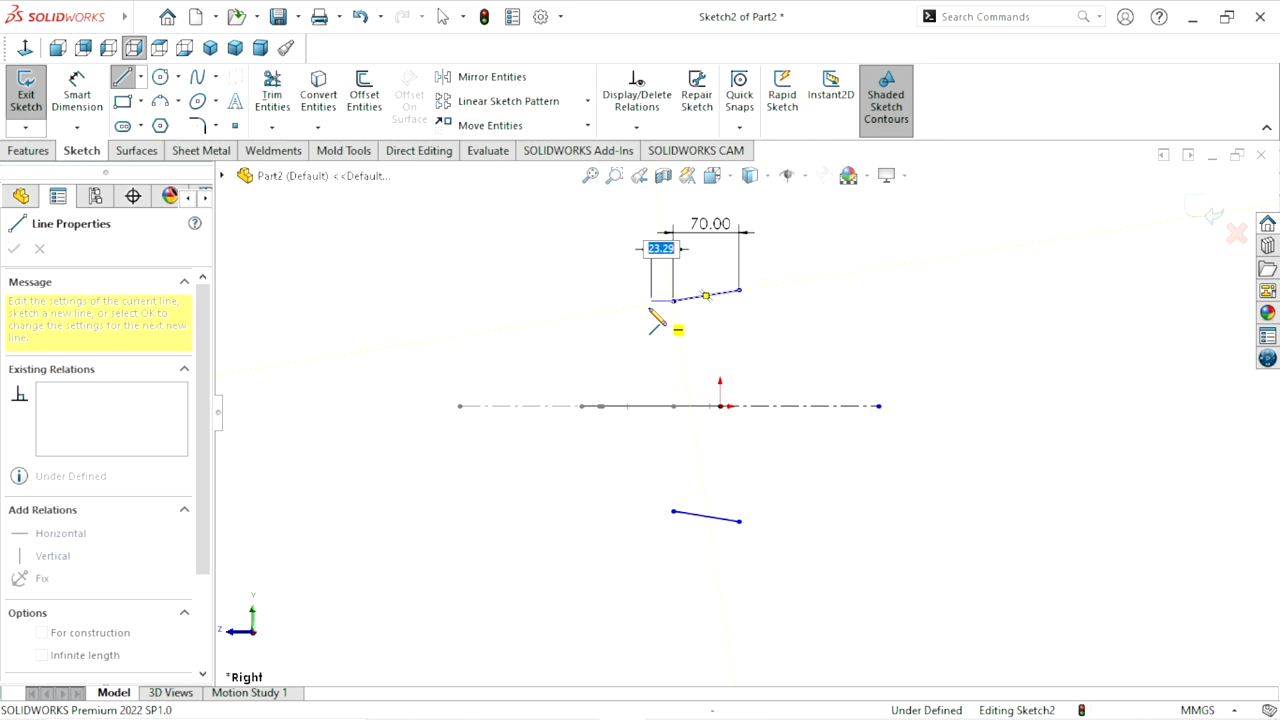 SOLIDWORKS
Sketch2 of Part2 *
Search Commands
Exit Sketch
Smart Dimension
Trim Entities
Convert Entities
Offset Entities
Offset On Surface
Mirror Entities
Linear Sketch Pattern
Move Entities
Display/Delete Relations
Repair Sketch
Quick Snaps
Rapid Sketch
Instant2D
Shaded Sketch Contours
Features
Sketch
Surfaces
Sheet Metal
Weldments
Mold Tools
Direct Editing
Evaluate
SOLIDWORKS Add-Ins
SOLIDWORKS CAM
Part2 (Default) <<Default...
Line Properties
Message
Edit the settings of the current line,
sketch a new line, or select Ok to
change the settings for the next new
line.
Existing Relations
Under Defined
Add Relations
Horizontal
Vertical
Fix
Options
For construction
Infinite length
70.00
23.29
Y
Z
*Right
Model
3D Views
Motion Study 1
SOLIDWORKS Premium 2022 SP1.0
-
Under Defined
Editing Sketch2
MMGS